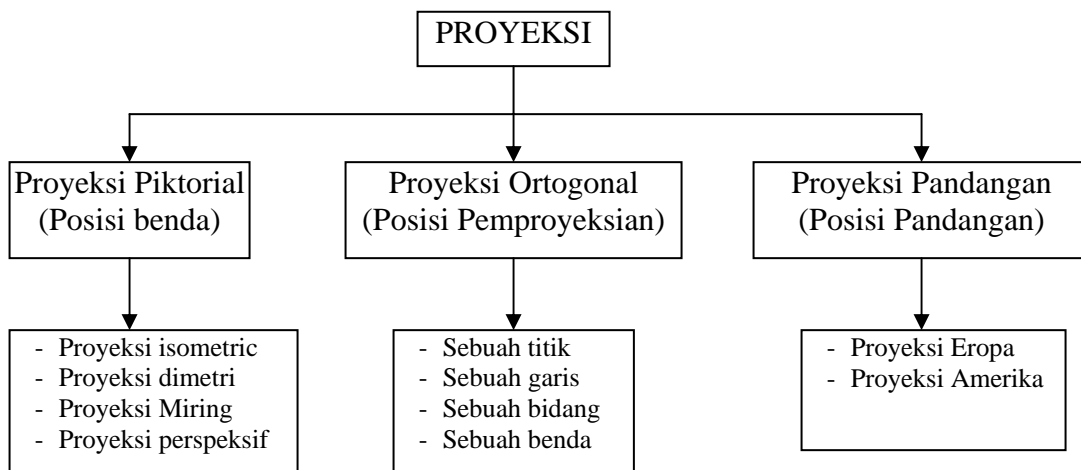 PROYEKSI
Proyeksi Piktorial
(Posisi benda)
Proyeksi Ortogonal
(Posisi Pemproyeksian)
Proyeksi Pandangan
(Posisi Pandangan)
- Proyeksi isometric
- Proyeksi dimetri
- Proyeksi Miring
- Proyeksi perspeksif
- Sebuah titik
- Sebuah garis
- Sebuah bidang
- Sebuah benda
- Proyeksi Eropa
- Proyeksi Amerika